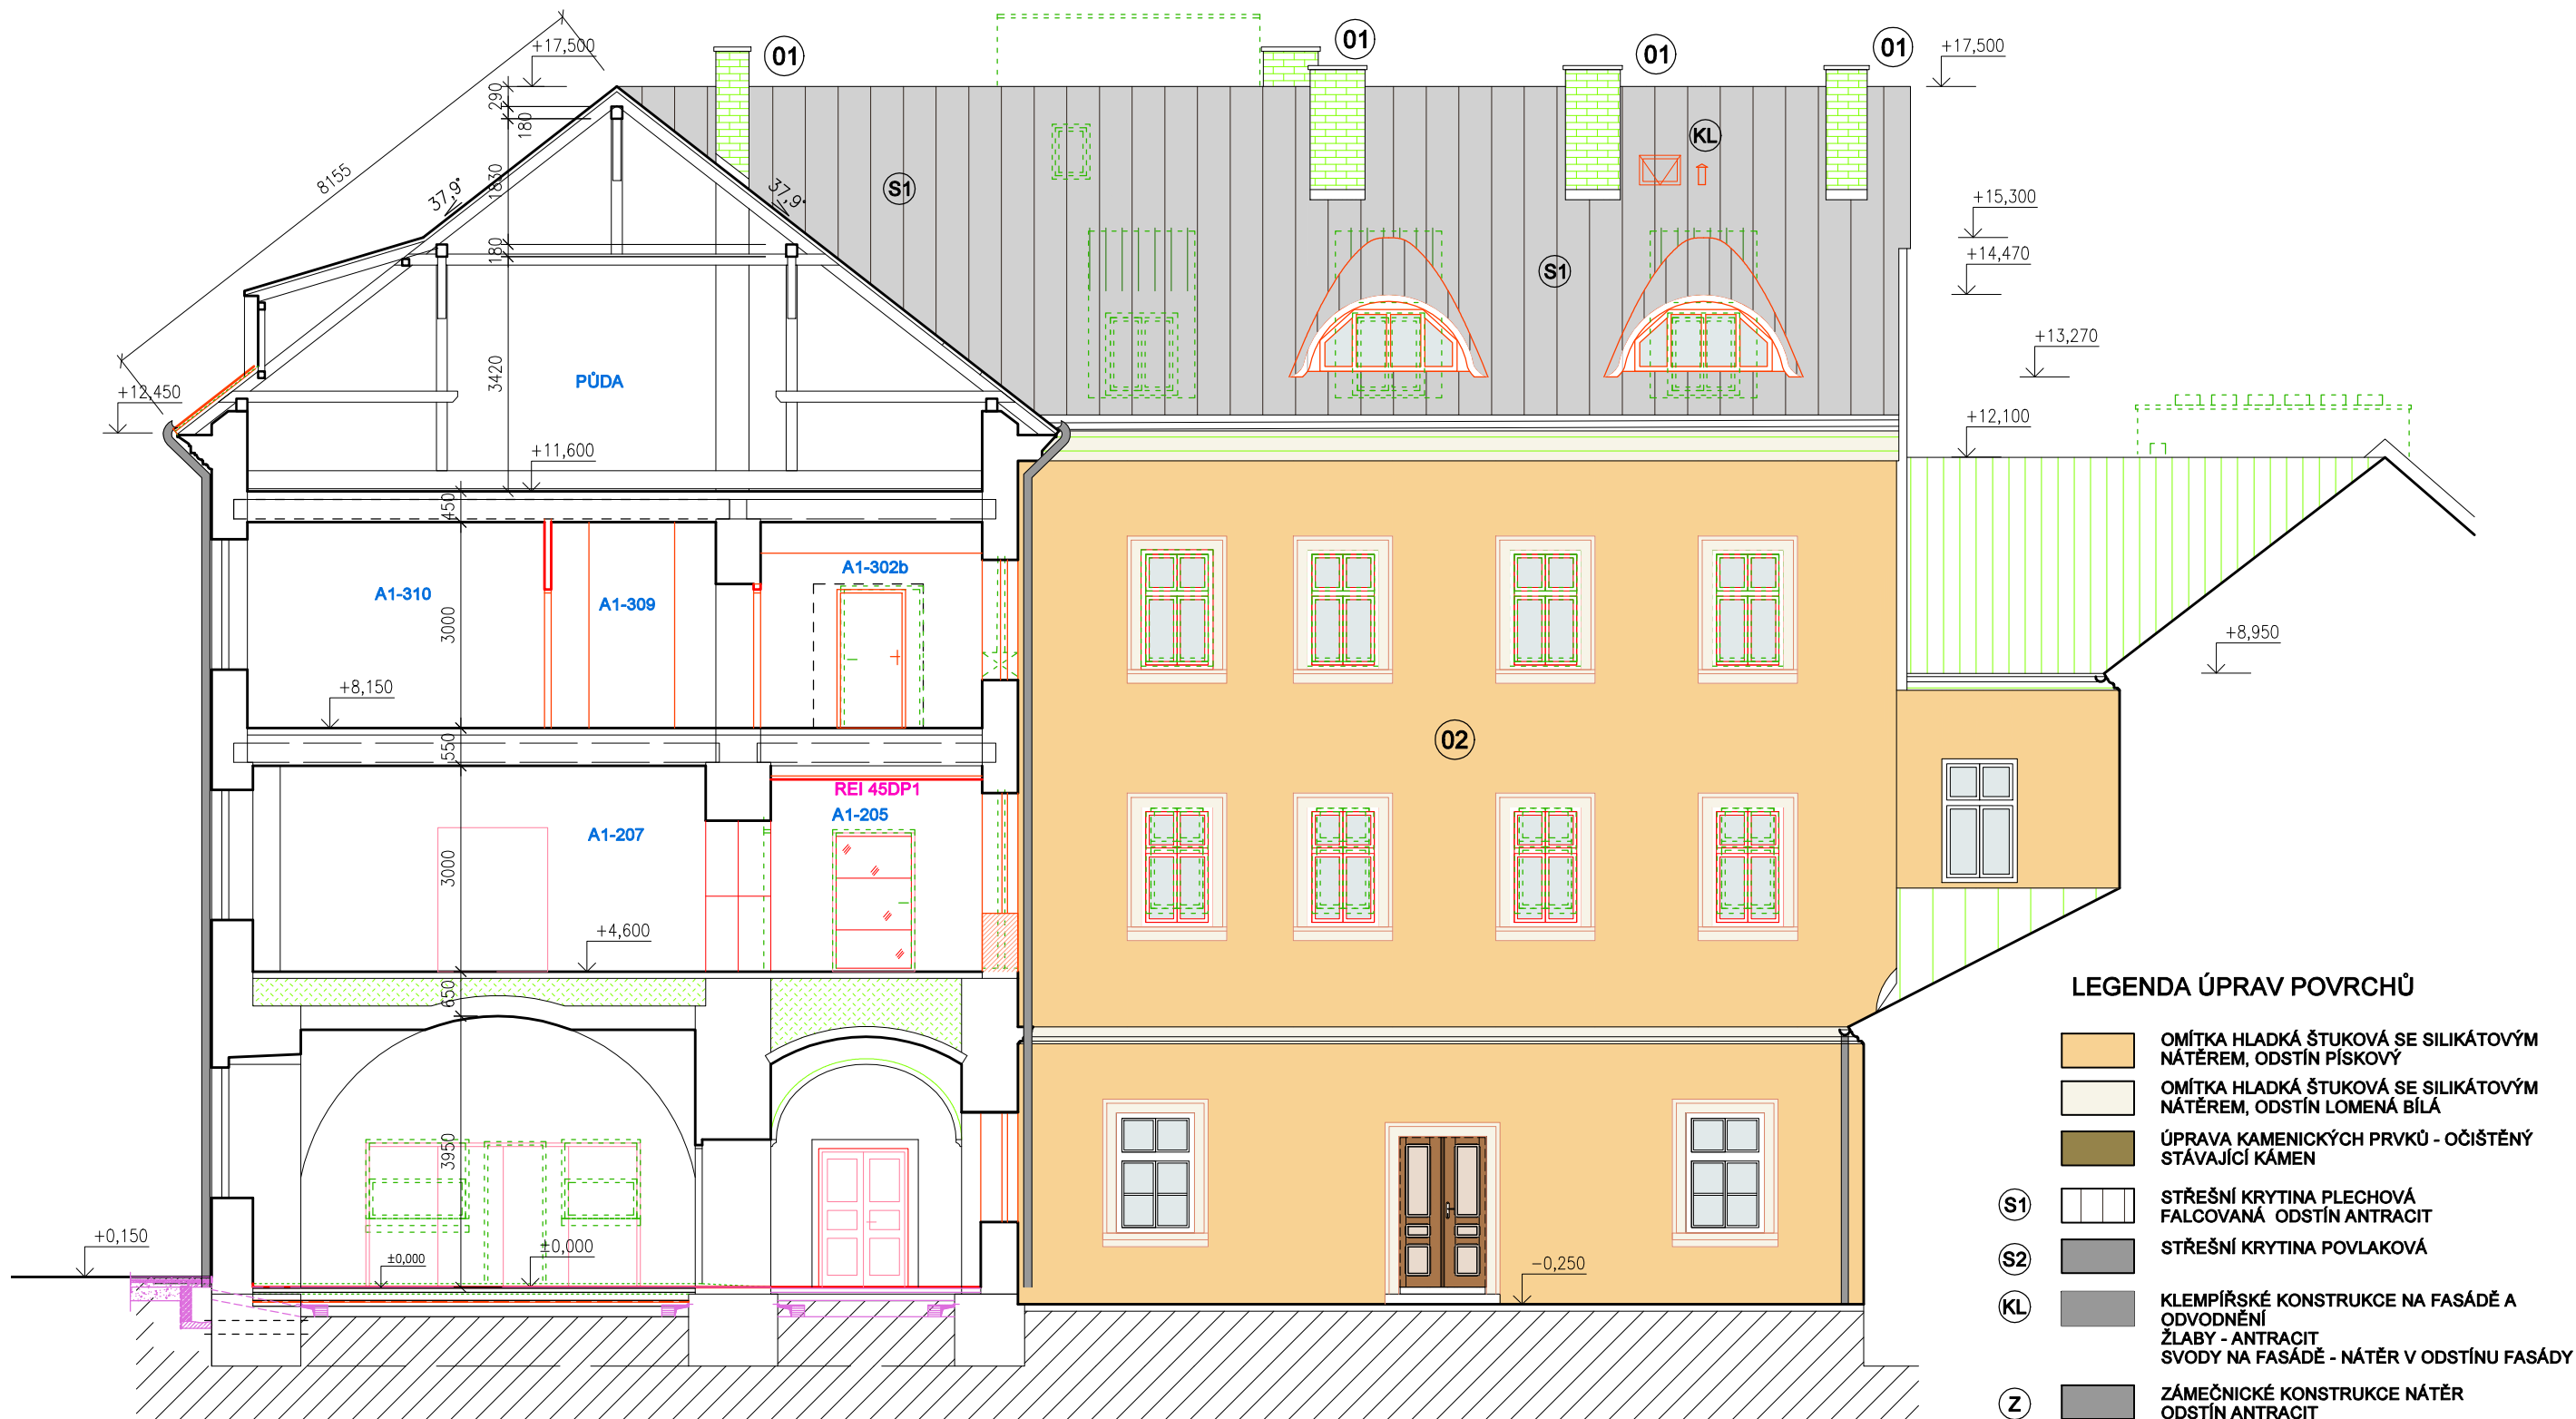 +17,500
01
01
01
01
+17,500
290
180
8155
37,9°
1830
37,9°
S1
KL
+15,300
180
S1
+14,470
+13,270
3420
PŮDA
+12,450
+12,100
+11,600
450
A1-310
A1-309
A1-302b
3000
+8,950
+8,150
550
02
REI 45DP1
A1-205
A1-207
3000
+4,600
650
3950
+0,150
±0,000
±0,000
-0,250
LEGENDA ÚPRAV POVRCHŮ
OMÍTKA HLADKÁ ŠTUKOVÁ SE SILIKÁTOVÝM
NÁTĚREM, ODSTÍN PÍSKOVÝ
OMÍTKA HLADKÁ ŠTUKOVÁ SE SILIKÁTOVÝM
NÁTĚREM, ODSTÍN LOMENÁ BÍLÁ
ÚPRAVA KAMENICKÝCH PRVKŮ - OČIŠTĚNÝ
STÁVAJÍCÍ KÁMEN
S1 STŘEŠNÍ KRYTINA PLECHOVÁ
FALCOVANÁ ODSTÍN ANTRACIT
S2 STŘEŠNÍ KRYTINA POVLAKOVÁ
KL KLEMPÍŘSKÉ KONSTRUKCE NA FASÁDĚ A
ODVODNĚNÍ
ŽLABY - ANTRACIT
SVODY NA FASÁDĚ - NÁTĚR V ODSTÍNU FASÁDY
Z ZÁMEČNICKÉ KONSTRUKCE NÁTĚR
ODSTÍN ANTRACIT